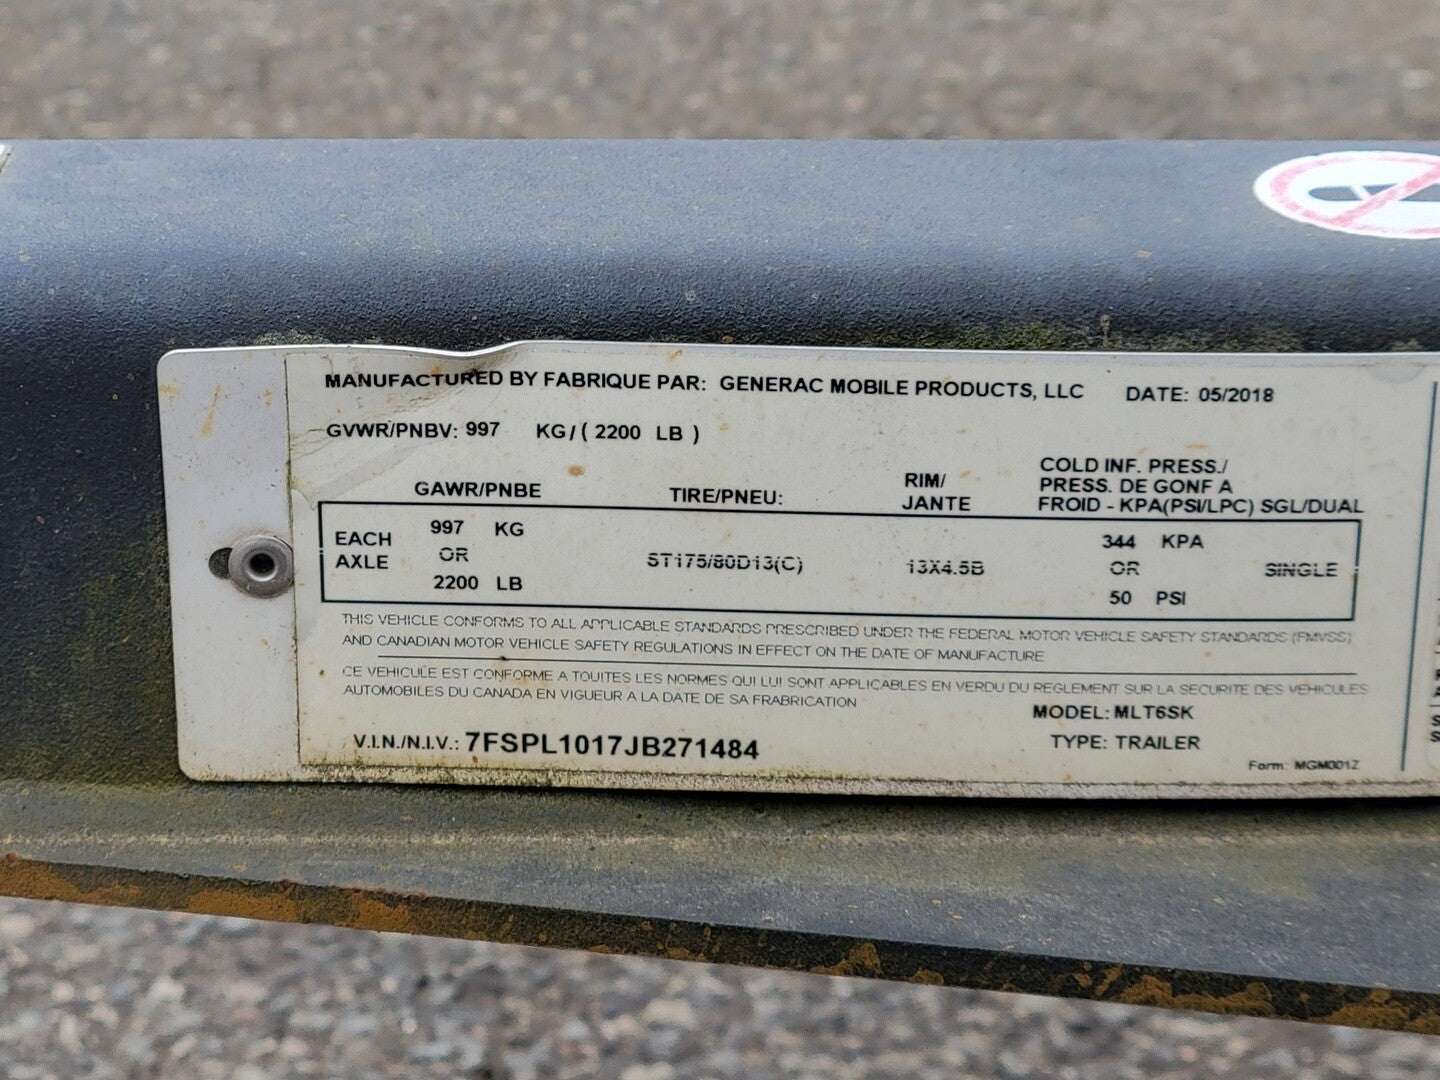 MANUFACTURED BY FABRIQUE PAR: GENERAC MOBILE PRODUCTS, LLC DATE: 05/2018
GVWR/PNBV: 997 KG/( 2200 LB )
GAWR/PNBE TIRE/PNEU: RIM/ JANTE COLD INF. PRESS./
PRESS. DE GONF A
FROID - KPA(PSI/LPC) SGL/DUAL
EACH AXLE 997 KG OR 2200 LB ST175/80D13(C) 13X4.5B 344 KPA OR 50 PSI SINGLE
THIS VEHICLE CONFORMS TO ALL APPLICABLE STANDARDS PRESCRIBED UNDER THE FEDERAL MOTOR VEHICLE SAFETY STANDARDS (FMVSS)
AND CANADIAN MOTOR VEHICLE SAFETY REGULATIONS IN EFFECT ON THE DATE OF MANUFACTURE
CE VEHICULE EST CONFORME A TOUITES LES NORMES QUI LUI SONT APPLICABLES EN VERDU DU REGLEMENT SUR LA SECURITE DES VEHICULES
AUTOMOBILES DU CANADA EN VIGUEUR A LA DATE DE SA FRABRICATION
MODEL: MLT6SK
V.I.N./N.I.V.: 7FSPL1017JB271484 TYPE: TRAILER
Form: MGM001Z